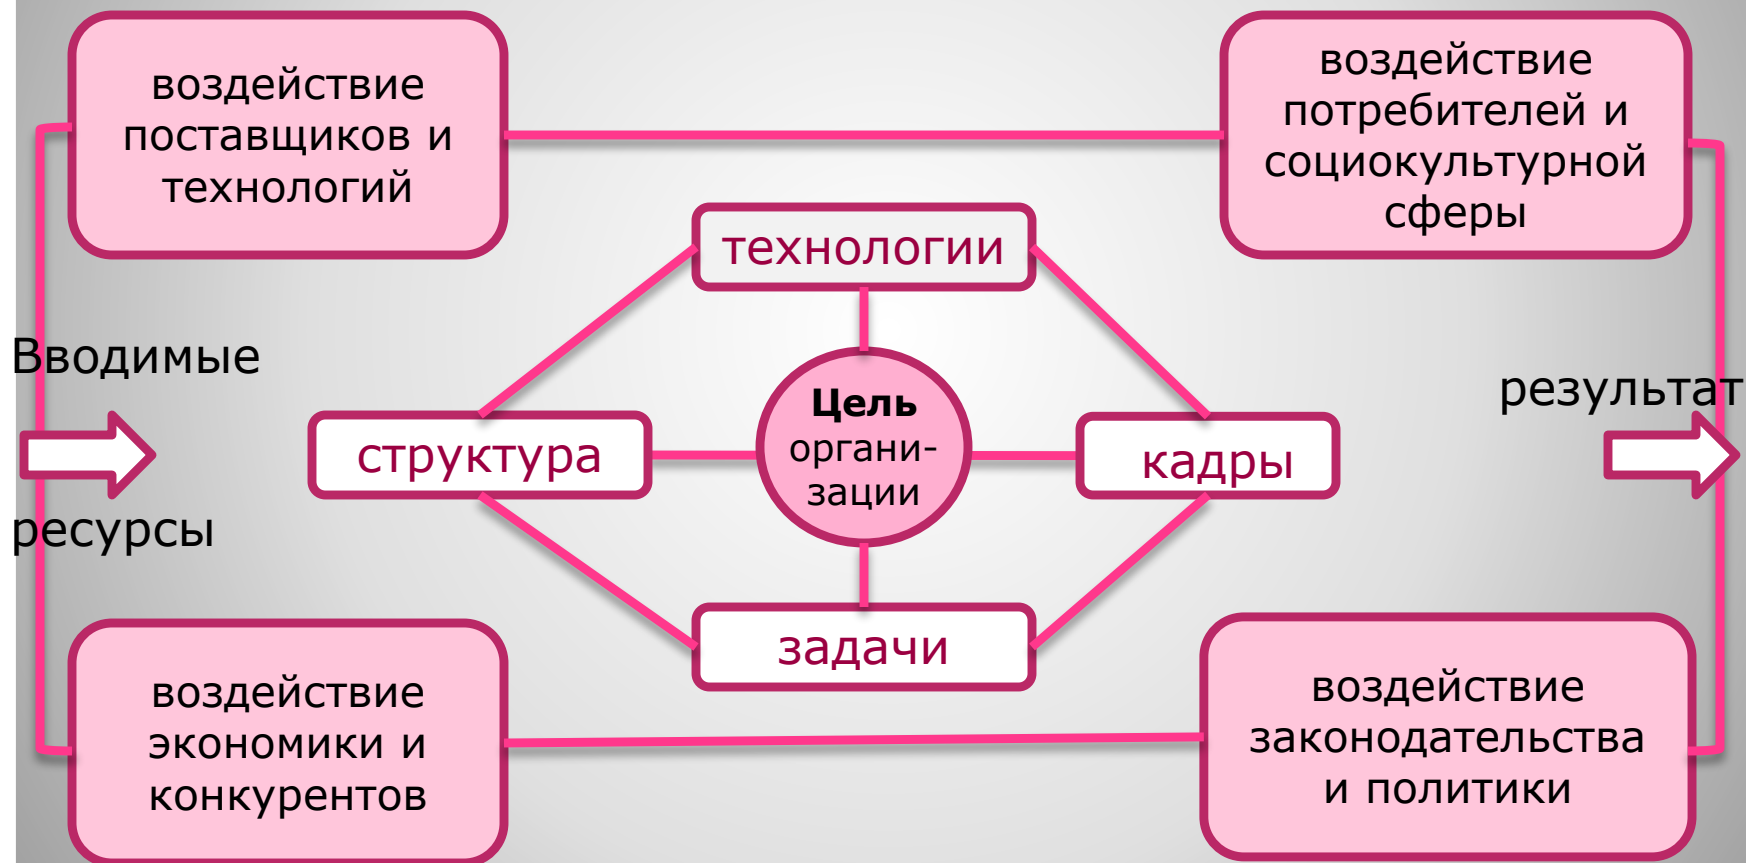 воздействие
поставщиков и
технологий
воздействие
потребителей и
социокультурной
сферы
технологии
Вводимые
ресурсы
структура
Цель
органи-
зации
кадры
результат
задачи
воздействие
экономики и
конкурентов
воздействие
законодательства
и политики